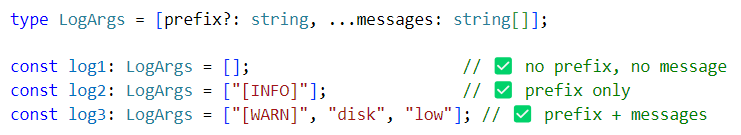 type LogArgs = [prefix?: string, ...messages: string[]];
const log1: LogArgs = []; // ✅ no prefix, no message
const log2: LogArgs = ["[INFO]"]; // ✅ prefix only
const log3: LogArgs = ["[WARN]", "disk", "low"]; // ✅ prefix + messages